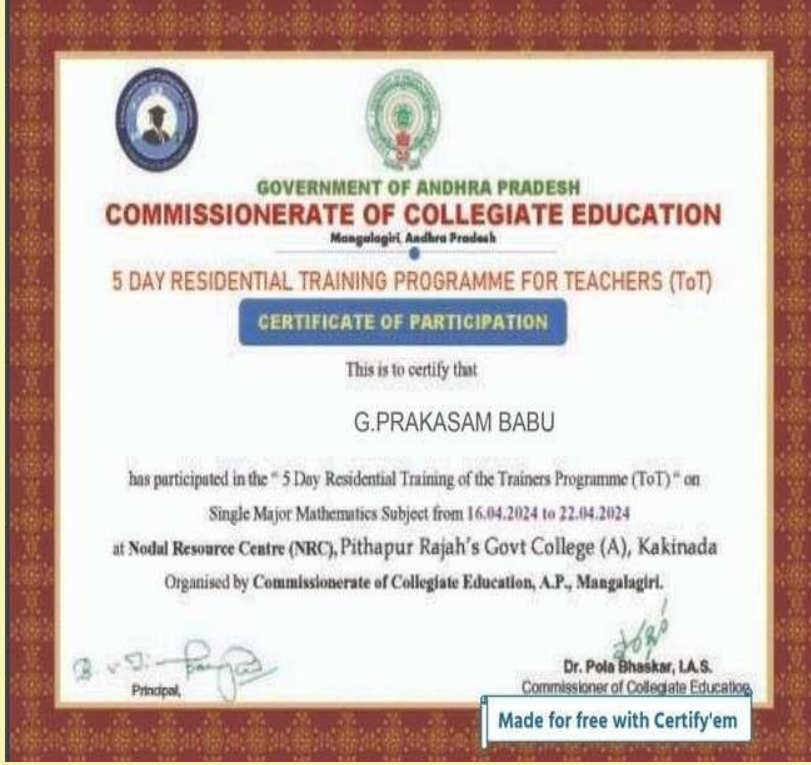 GOVERNMENT OF ANDHRA PRADESH
COMMISSIONERATE OF COLLEGIATE EDUCATION
Mangalagiri, Andhra Pradesh
5 DAY RESIDENTIAL TRAINING PROGRAMME FOR TEACHERS (ToT)
CERTIFICATE OF PARTICIPATION
This is to certify that
G.PRAKASAM BABU
has participated in the " 5 Day Residential Training of the Trainers Programme (ToT) " on
Single Major Mathematics Subject from 16.04.2024 to 22.04.2024
at Nodal Resource Centre (NRC), Pithapur Rajah's Govt College (A), Kakinada
Organised by Commissionerate of Collegiate Education, A.P., Mangalagiri.
Principal,
Dr. Pola Bhaskar, I.A.S.
Commissioner of Collegiate Education
Made for free with Certify'em